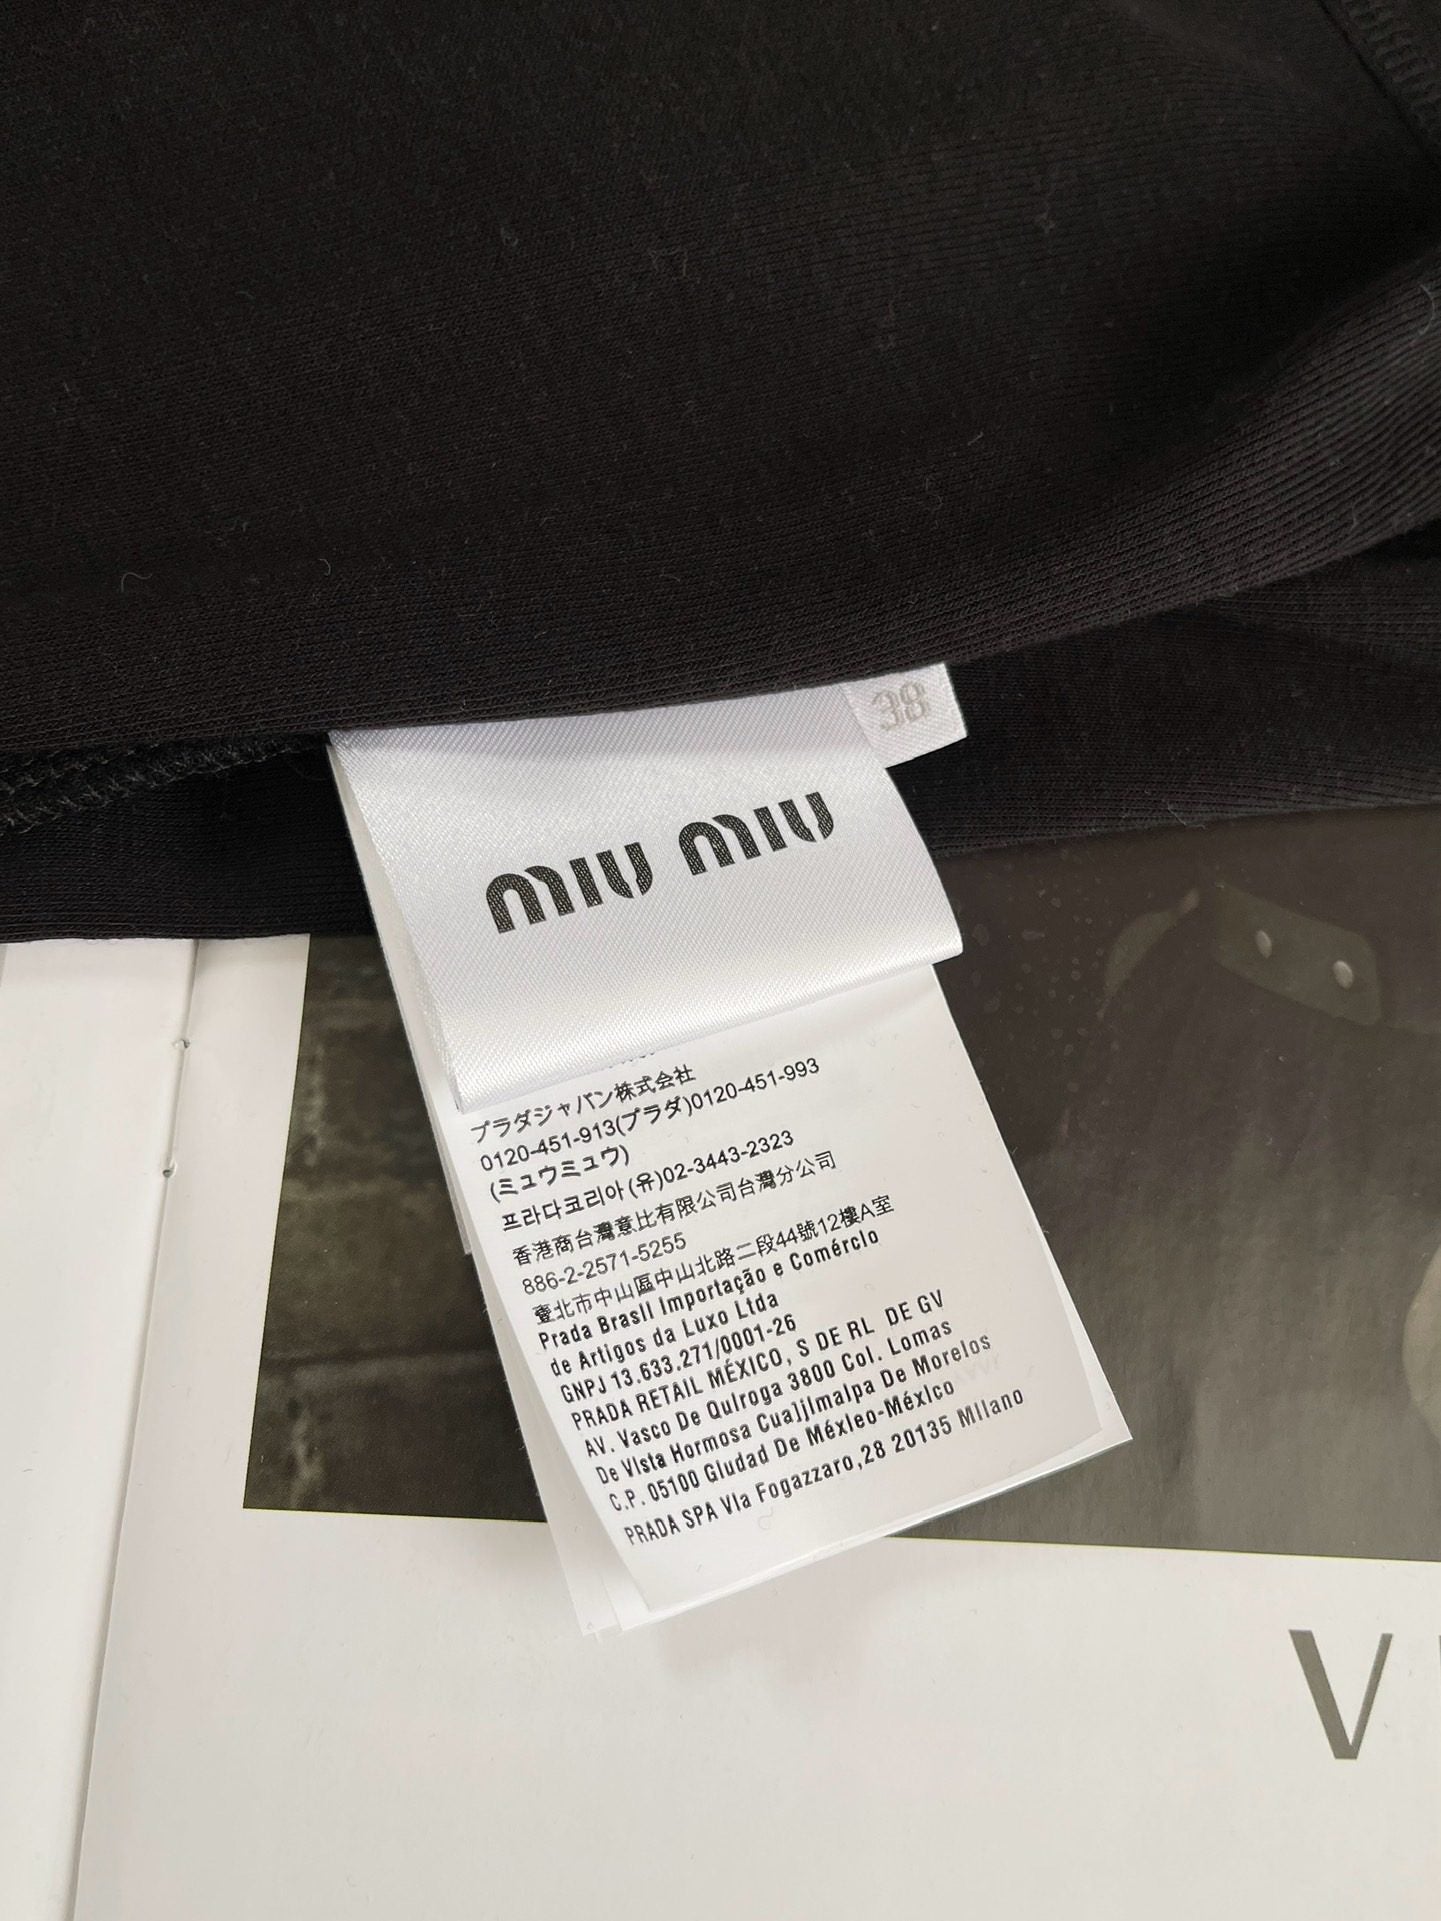 38
miu miu
プラダジャパン株式会社
0120-451-913(プラダ)0120-451-993
(ミュウミュウ)
프라다코리아(유)02-3443-2323
香港商台灣意比有限公司台灣分公司
886-2-2571-5255
臺北市中山區中山北路二段44號12樓A室
Prada Brasil Importação e Comércio
de Artigos da Luxo Ltda
GNPJ 13.633.271/0001-26
PRADA RETAIL MÉXICO, S DE RL DE GV
AV. Vasco De Quiroga 3800 Col. Lomas
De Vista Hormosa Cuajjimalpa De Morelos
C.P. 05100 Gludad De Méxleo-México
PRADA SPA Via Fogazzaro,28 20135 Milano
V